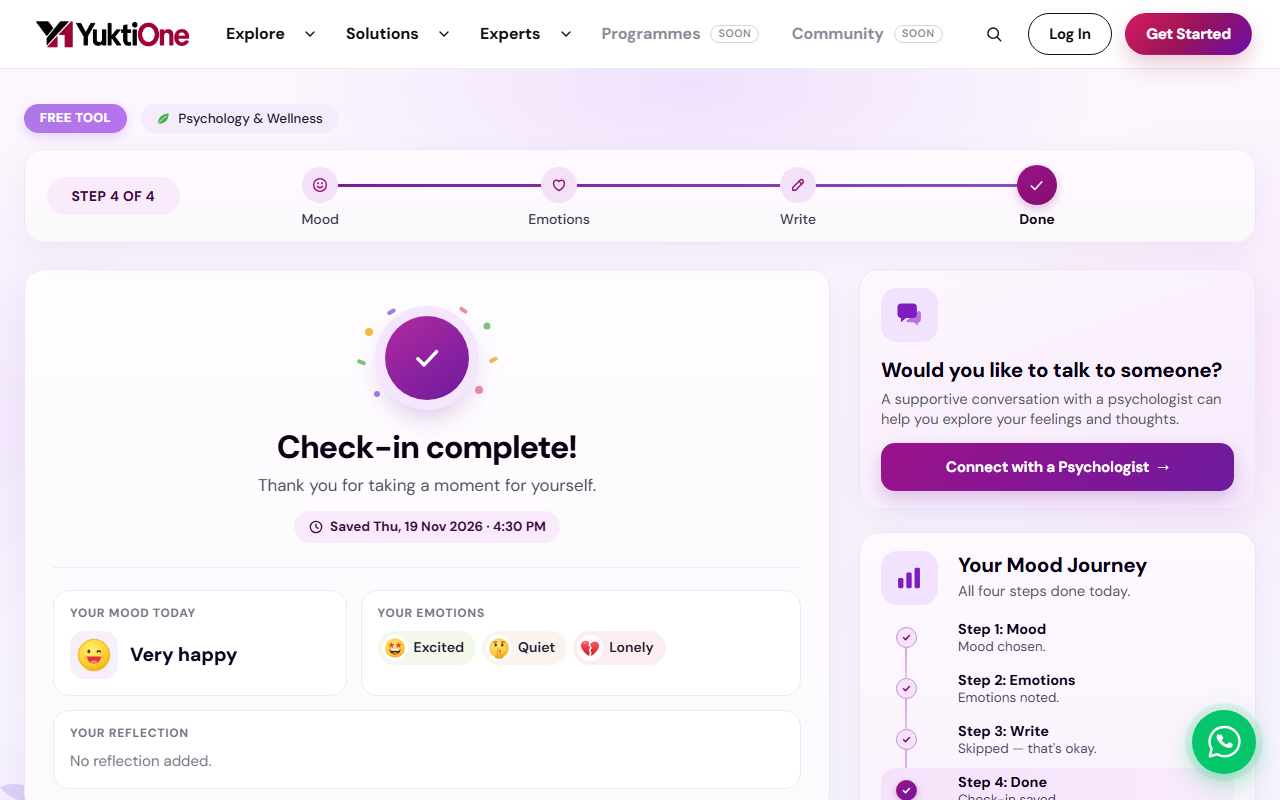 YuktiOne
Explore Solutions Experts Programmes SOON Community SOON Log In Get Started
FREE TOOL Psychology & Wellness
STEP 4 OF 4
Mood Emotions Write Done
Check-in complete!
Thank you for taking a moment for yourself.
Saved Thu, 19 Nov 2026 · 4:30 PM
YOUR MOOD TODAY
Very happy
YOUR EMOTIONS
Excited Quiet Lonely
YOUR REFLECTION
No reflection added.
Would you like to talk to someone?
A supportive conversation with a psychologist can
help you explore your feelings and thoughts.
Connect with a Psychologist →
Your Mood Journey
All four steps done today.
Step 1: Mood
Mood chosen.
Step 2: Emotions
Emotions noted.
Step 3: Write
Skipped — that's okay.
Step 4: Done
Check-in saved